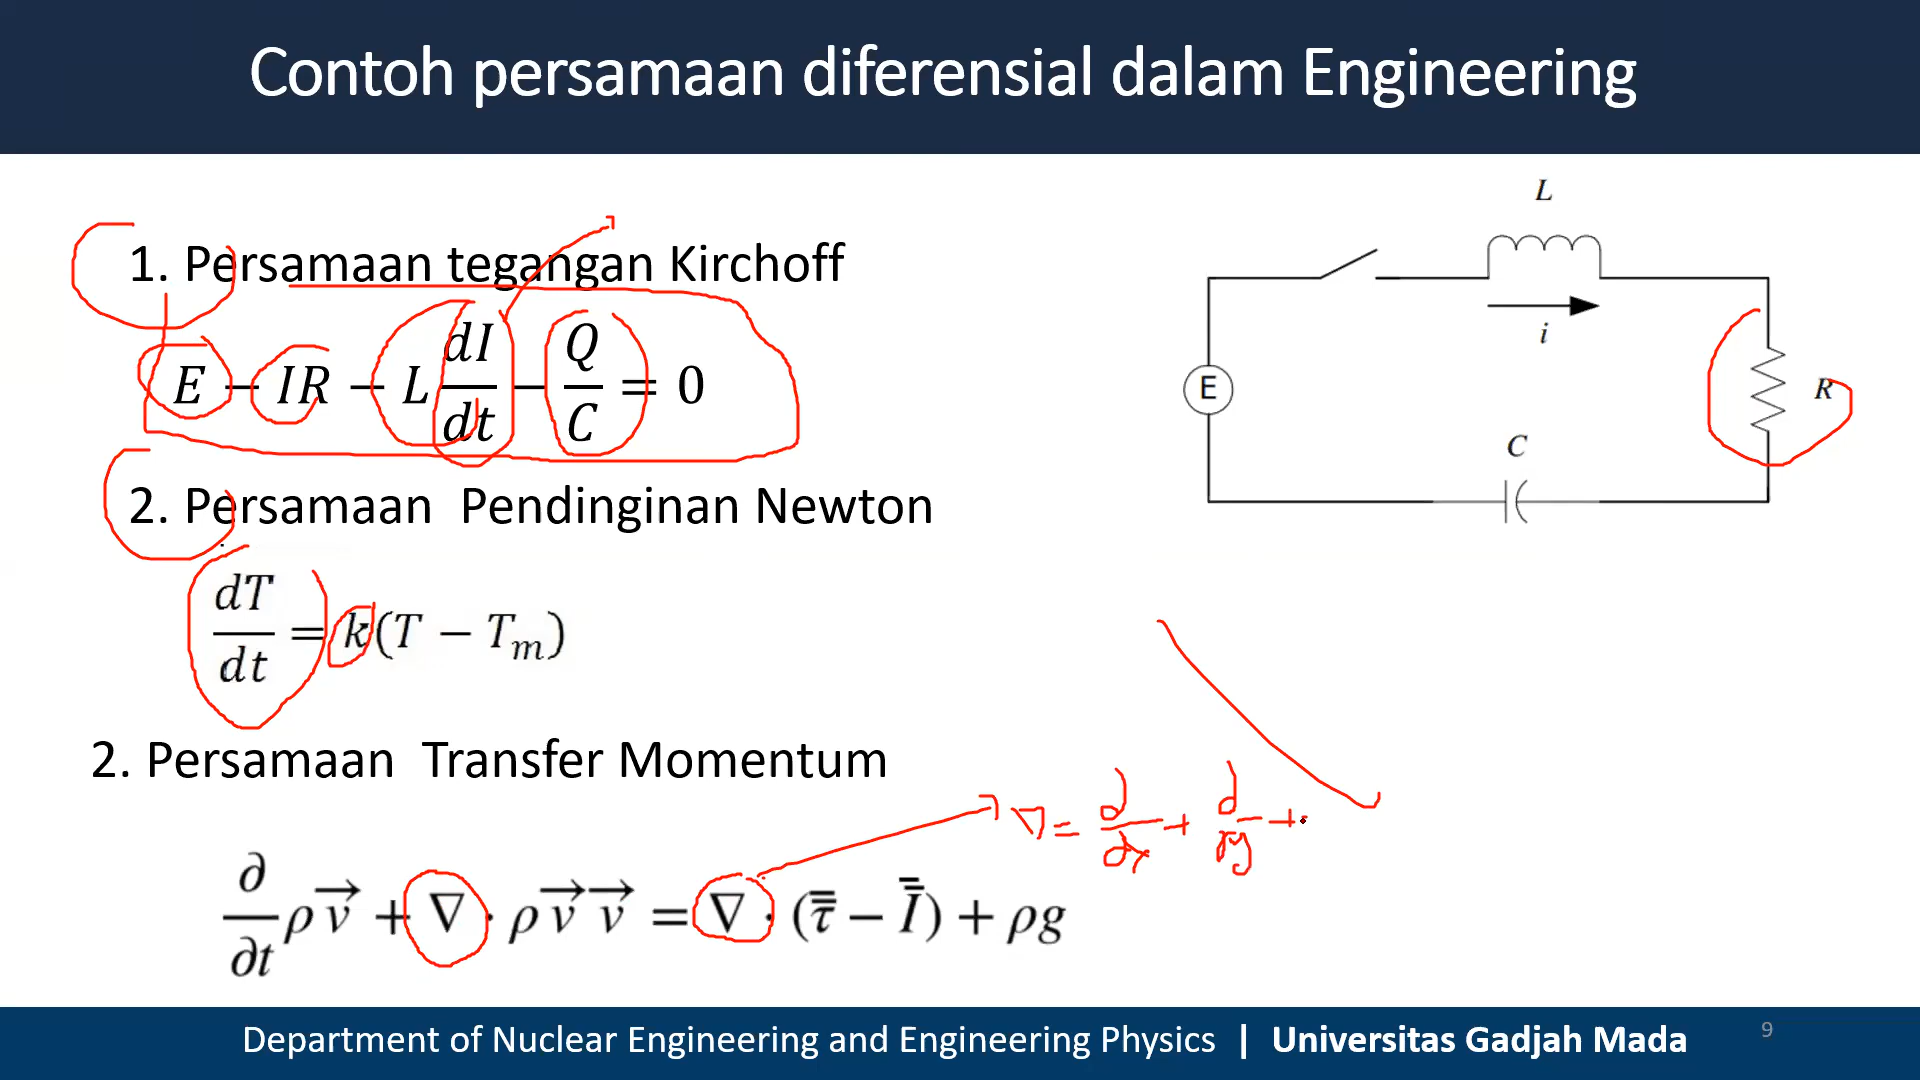 Contoh persamaan diferensial dalam Engineering
1. Persamaan tegangan Kirchoff
E − IR − L dI/dt − Q/C = 0
2. Persamaan Pendinginan Newton
dT/dt = k(T − Tₘ)
2. Persamaan Transfer Momentum
∂/∂t ρv⃗ + ∇ · ρv⃗v⃗ = ∇ · (τ̿ − I̿) + ρg
∇ = ∂/∂x + ∂/∂y +
L
i
E
R
C
Department of Nuclear Engineering and Engineering Physics | Universitas Gadjah Mada
9